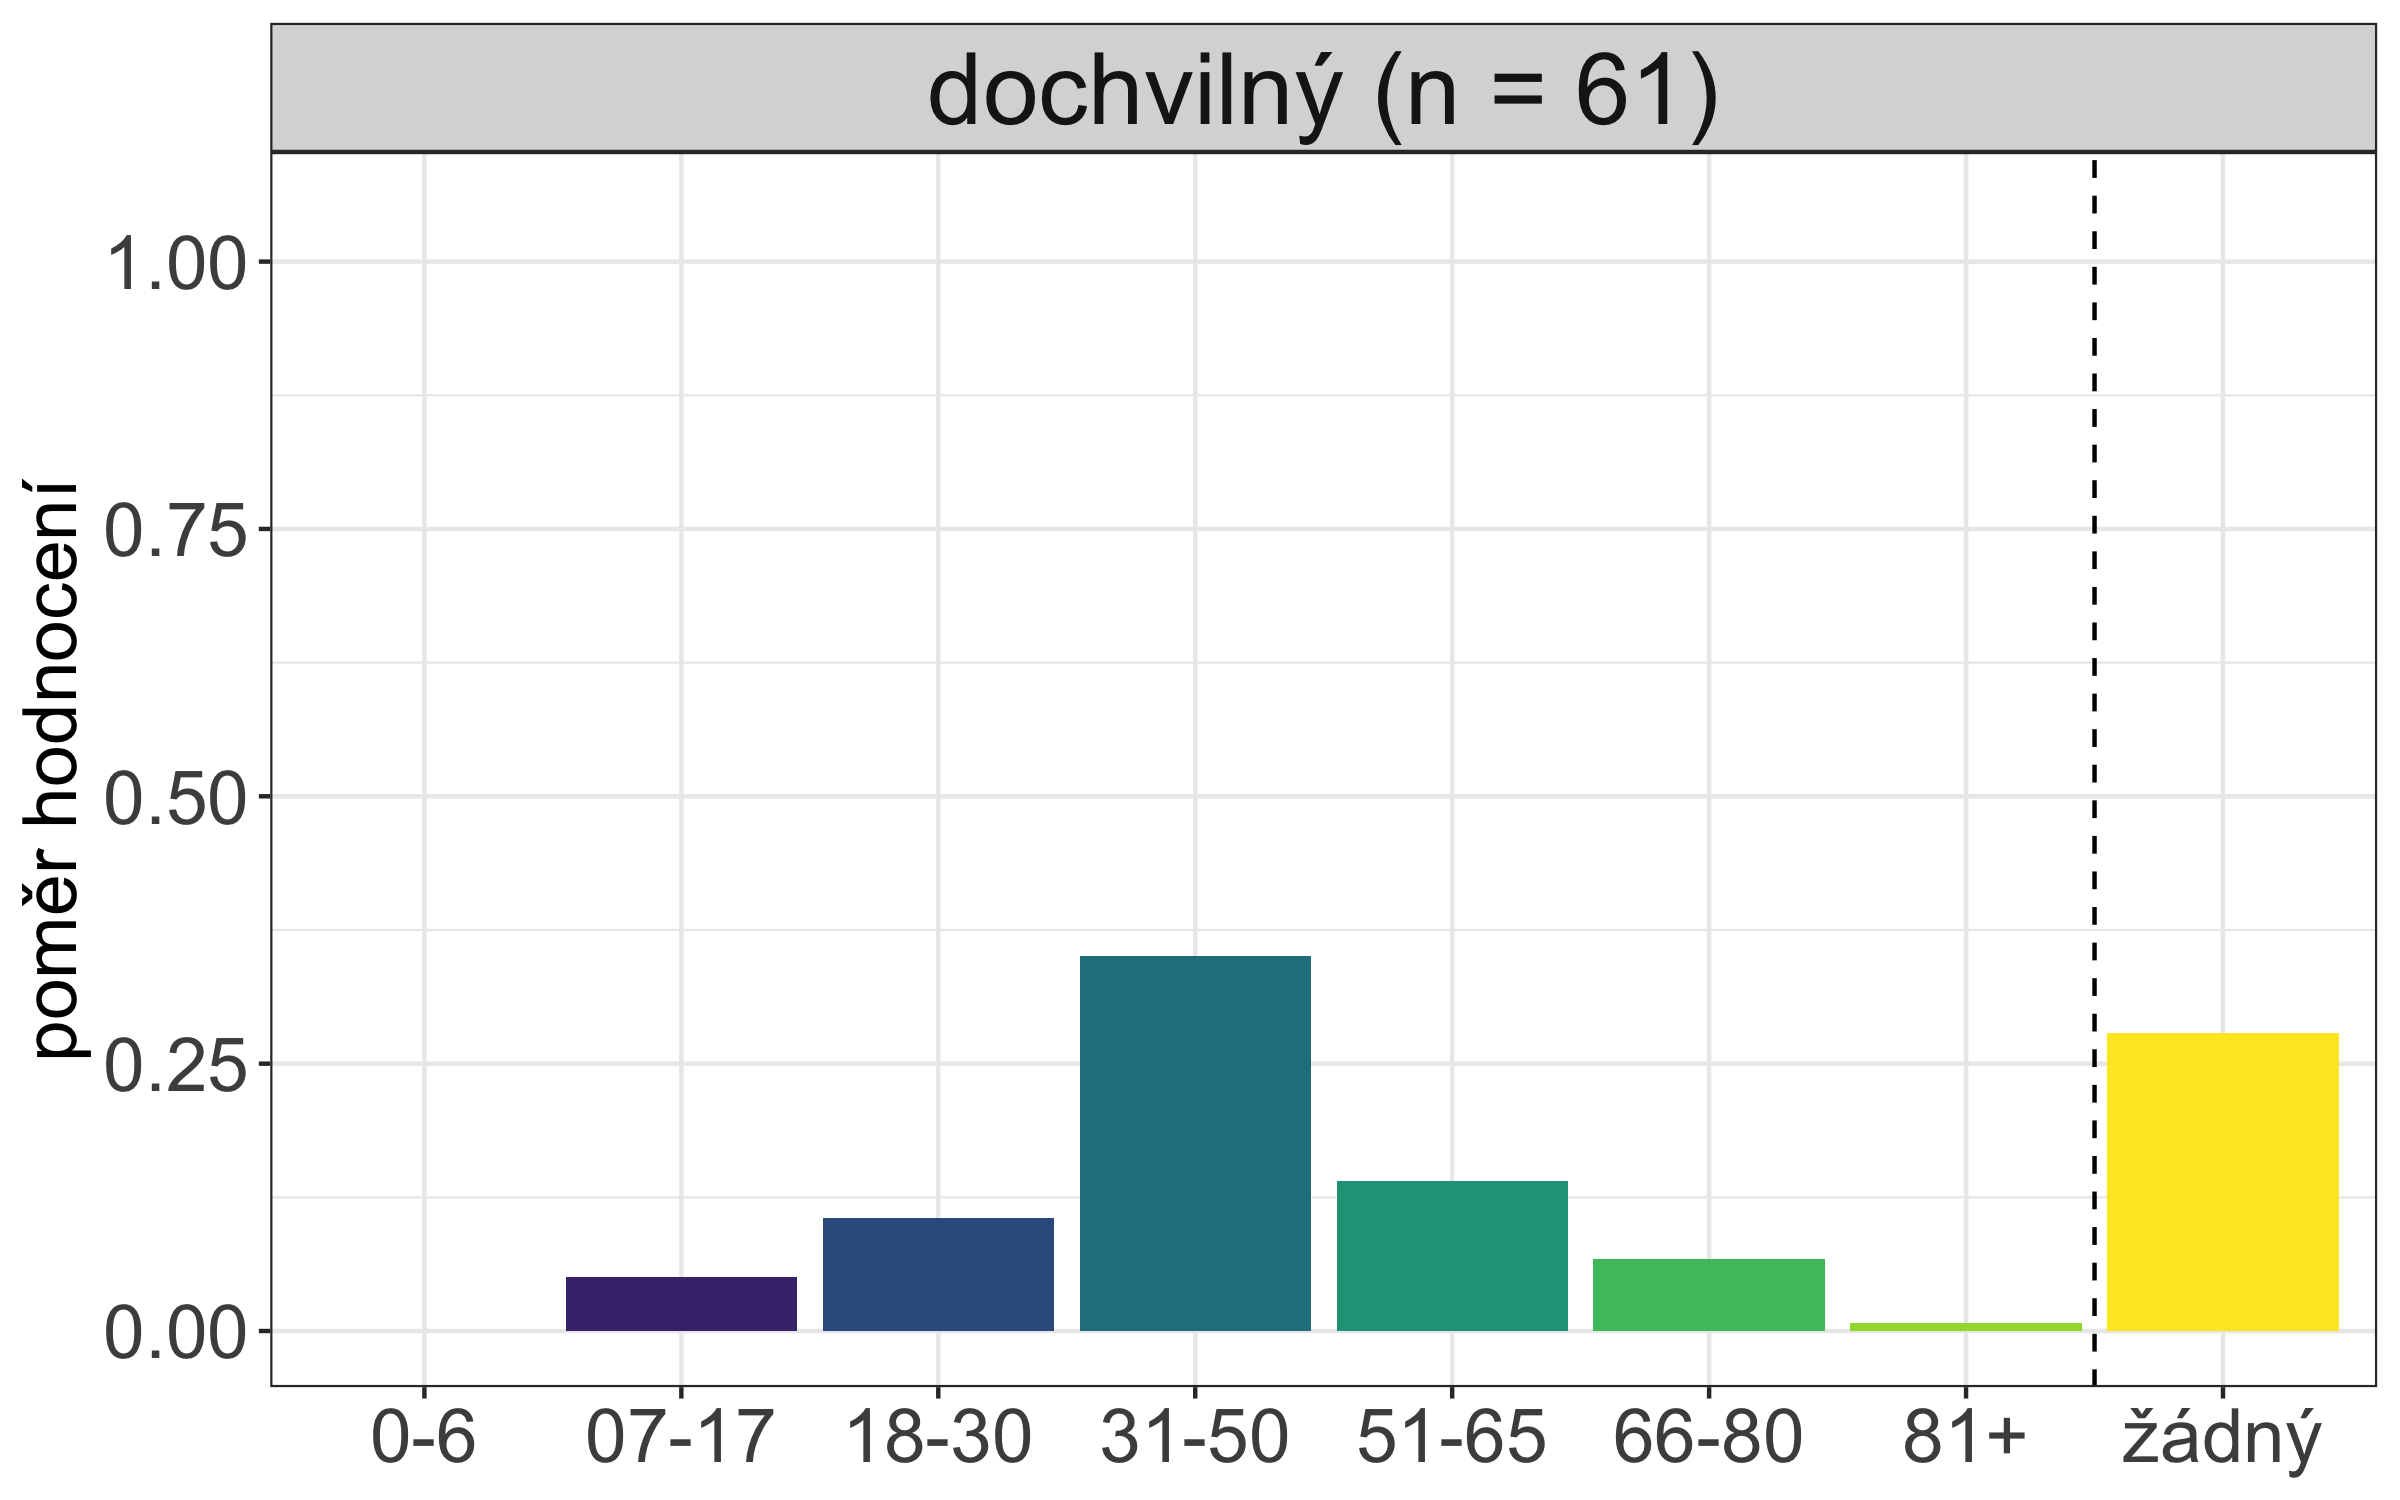 dochvilný (n = 61)
poměr hodnocení
1.00
0.75
0.50
0.25
0.00
0-6 07-17 18-30 31-50 51-65 66-80 81+ žádný